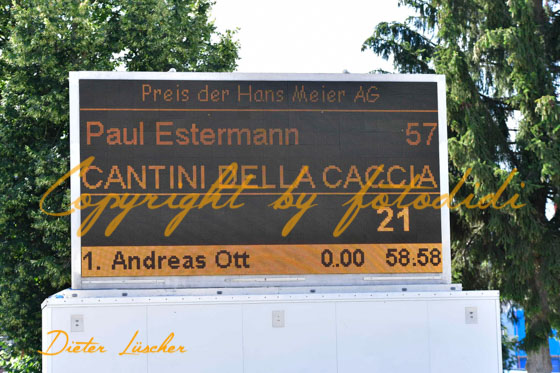 Preis der Hans Meier AG
Paul Estermann 57
CANTINI DELLA CACCIA
Copyright by fotodidi
21
1. Andreas Ott 0.00 58.58
Dieter Lüscher